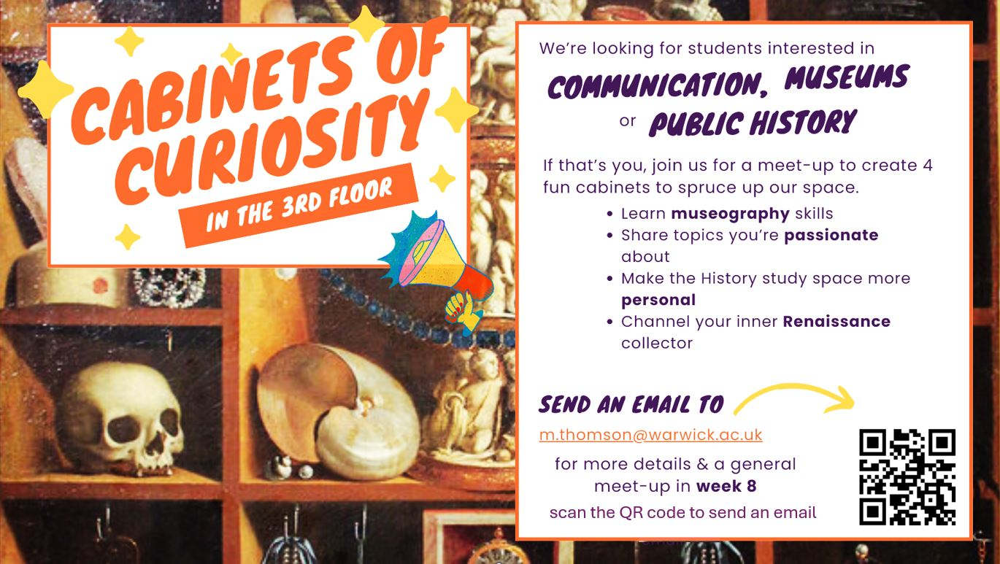 CABINETS OF
CURIOSITY
IN THE 3RD FLOOR
We’re looking for students interested in
COMMUNICATION, MUSEUMS
or PUBLIC HISTORY
If that’s you, join us for a meet-up to create 4
fun cabinets to spruce up our space.
• Learn museography skills
• Share topics you’re passionate
about
• Make the History study space more
personal
• Channel your inner Renaissance
collector
SEND AN EMAIL TO
m.thomson@warwick.ac.uk
for more details & a general
meet-up in week 8
scan the QR code to send an email